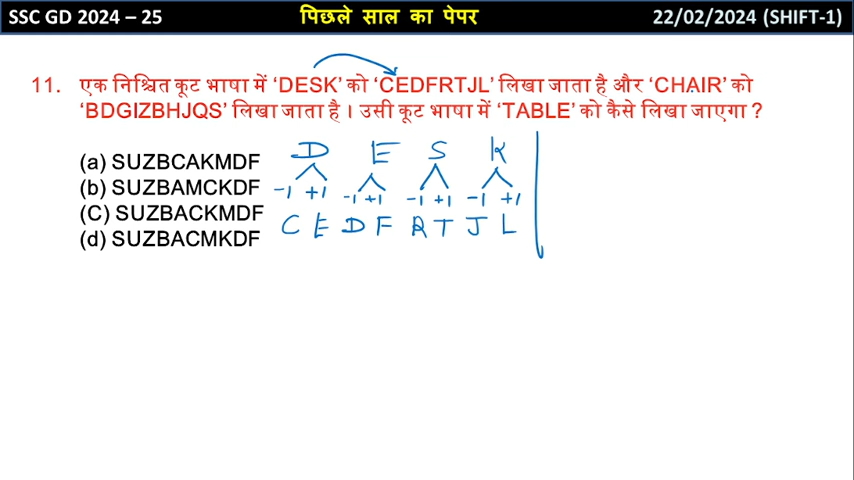 SSC GD 2024 – 25 पिछले साल का पेपर 22/02/2024 (SHIFT-1)
11. एक निश्चित कूट भाषा में ‘DESK’ को ‘CEDFRTJL’ लिखा जाता है और ‘CHAIR’ को
‘BDGIZBHJQS’ लिखा जाता है। उसी कूट भाषा में ‘TABLE’ को कैसे लिखा जाएगा ?
(a) SUZBCAKMDF
(b) SUZBAMCKDF
(C) SUZBACKMDF
(d) SUZBACMKDF
D E S K
-1 +1 -1 +1 -1 +1 -1 +1
C E D F R T J L